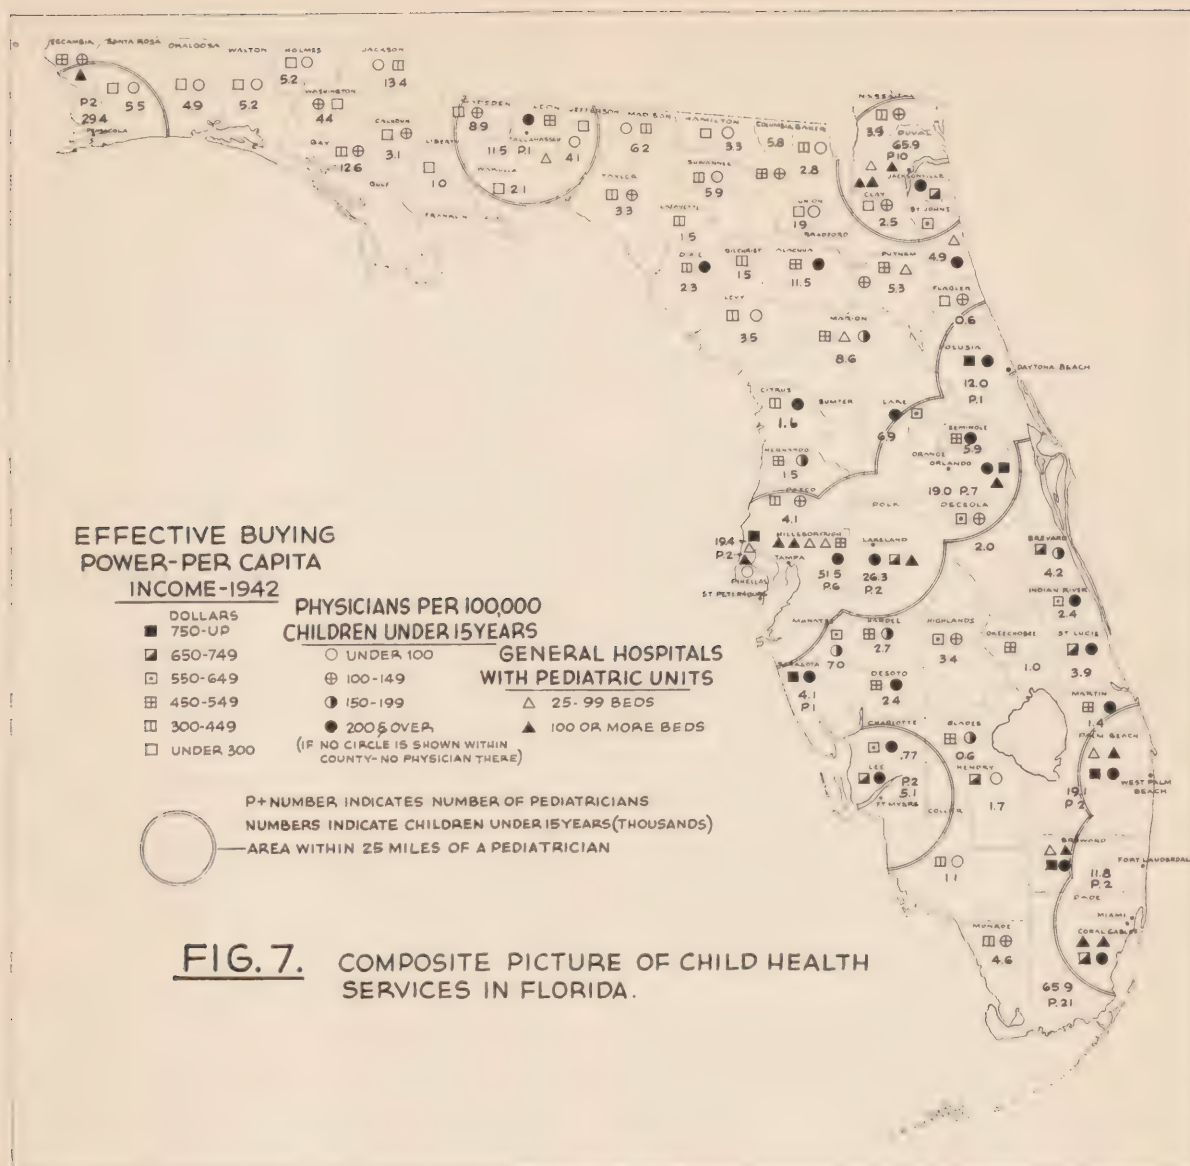 ESCAMBIA
SANTA ROSA
OKALOOSA
WALTON
HOLMES
JACKSON
5.2
13.4
P2
29.4
PENSACOLA
5.5
4.9
5.2
WASHINGTON
4.4
CALHOUN
3.1
BAY
12.6
GULF
LIBERTY
1.0
FRANKLIN
GADSDEN
8.9
LEON
JEFFERSON
11.5 P.1
TALLAHASSEE
4.1
WAKULLA
2.1
MADISON
6.2
HAMILTON
3.3
COLUMBIA
BAKER
5.8
2.8
NASSAU
3.9
DUVAL
65.9
P.10
JACKSONVILLE
CLAY
2.5
ST JOHNS
4.9
TAYLOR
3.3
SUWANNEE
5.9
LAFAYETTE
1.5
UNION
1.9
BRADFORD
DIXIE
2.3
GILCHRIST
1.5
ALACHUA
11.5
PUTNAM
5.3
FLAGLER
0.6
LEVY
3.5
MARION
8.6
VOLUSIA
12.0
P.1
DAYTONA BEACH
CITRUS
1.6
SUMTER
LAKE
6.9
SEMINOLE
5.9
HERNANDO
1.5
ORANGE
ORLANDO
19.0 P.7
PASCO
4.1
POLK
OSCEOLA
2.0
19.4
P.2
PINELLAS
ST PETERSBURG
HILLSBOROUGH
TAMPA
51.5
P.6
LAKELAND
26.3
P.2
BREVARD
4.2
INDIAN RIVER
2.4
MANATEE
7.0
HARDEE
2.7
HIGHLANDS
3.4
OKEECHOBEE
1.0
ST LUCIE
3.9
SARASOTA
4.1
P.1
DESOTO
2.4
MARTIN
1.4
CHARLOTTE
.77
GLADES
0.6
PALM BEACH
19.1
P.2
WEST PALM
BEACH
LEE
P.2
5.1
FT MYERS
HENDRY
1.7
COLLIER
1.1
BROWARD
11.8
P.2
FORT LAUDERDAL
DADE
MIAMI
CORAL GABLES
MONROE
4.6
65.9
P.21
EFFECTIVE BUYING
POWER-PER CAPITA
INCOME-1942
DOLLARS
750-UP
650-749
550-649
450-549
300-449
UNDER 300
PHYSICIANS PER 100,000
CHILDREN UNDER 15 YEARS
UNDER 100
100-149
150-199
200 & OVER
(IF NO CIRCLE IS SHOWN WITHIN
COUNTY-NO PHYSICIAN THERE)
GENERAL HOSPITALS
WITH PEDIATRIC UNITS
25-99 BEDS
100 OR MORE BEDS
P+NUMBER INDICATES NUMBER OF PEDIATRICIANS
NUMBERS INDICATE CHILDREN UNDER 15 YEARS (THOUSANDS)
AREA WITHIN 25 MILES OF A PEDIATRICIAN
FIG. 7. COMPOSITE PICTURE OF CHILD HEALTH
SERVICES IN FLORIDA.